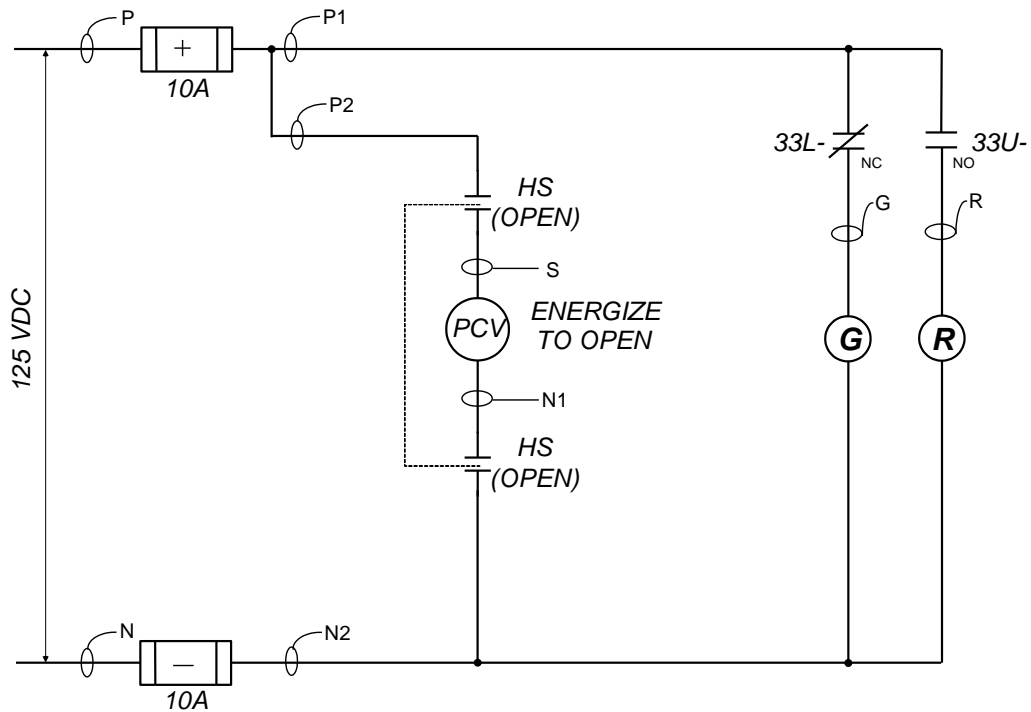 P
P1
+
10A
P2
33L-
NC
33U-
NO
HS
(OPEN)
G
R
S
125 VDC
PCV
ENERGIZE
TO OPEN
G
R
N1
HS
(OPEN)
N
N2
–
10A